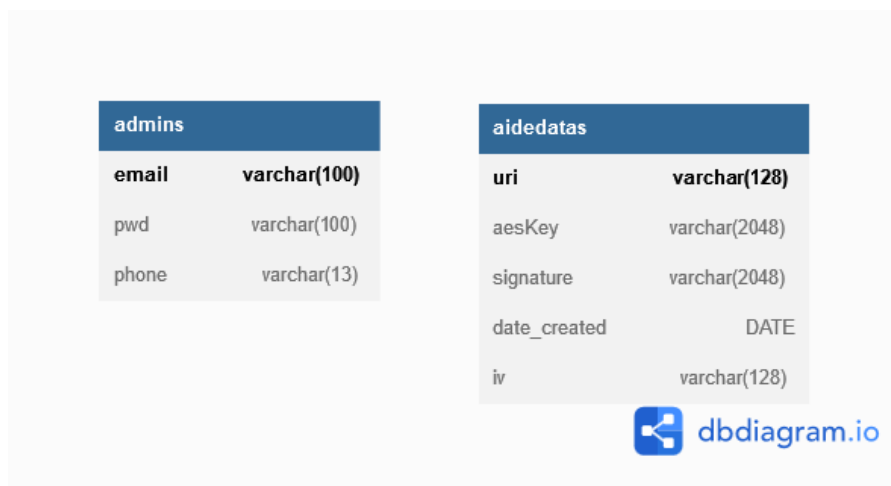 admins
email varchar(100)
pwd varchar(100)
phone varchar(13)
aidedatas
uri varchar(128)
aesKey varchar(2048)
signature varchar(2048)
date_created DATE
iv varchar(128)
dbdiagram.io